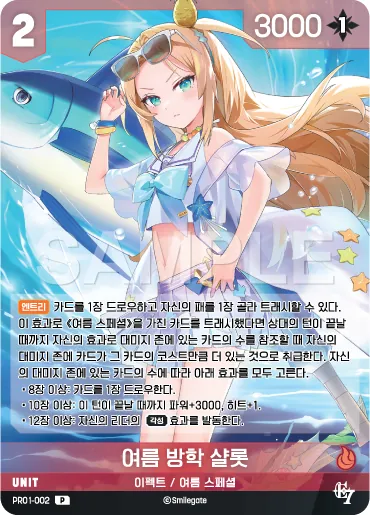 2
3000 1
SAMPLE
엔트리 카드를 1장 드로우하고 자신의 패를 1장 골라 트래시할 수 있다.
이 효과로 《여름 스페셜》을 가진 카드를 트래시했다면 상대의 턴이 끝날
때까지 자신의 효과로 대미지 존에 있는 카드의 수를 참조할 때 자신의
대미지 존에 카드가 그 카드의 코스트만큼 더 있는 것으로 취급한다. 자신
의 대미지 존에 있는 카드의 수에 따라 아래 효과를 모두 고른다.
・8장 이상: 카드를 1장 드로우한다.
・10장 이상: 이 턴이 끝날 때까지 파워+3000, 히트+1.
・12장 이상: 자신의 리더의 각성 효과를 발동한다.
여름 방학 샬롯
UNIT
이펙트 / 여름 스페셜
PR01-002 P
©Smilegate
E7